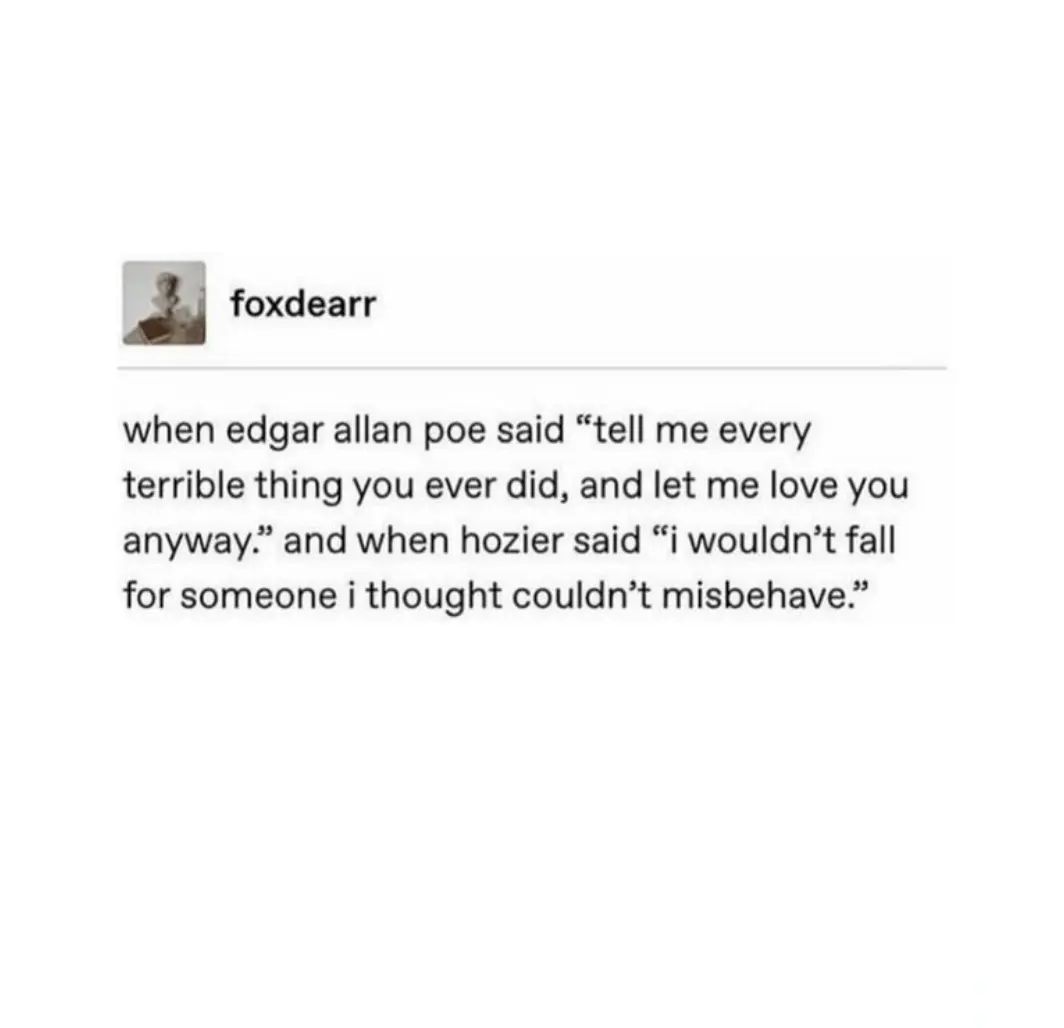 foxdearr
when edgar allan poe said “tell me every
terrible thing you ever did, and let me love you
anyway.” and when hozier said “i wouldn’t fall
for someone i thought couldn’t misbehave.”